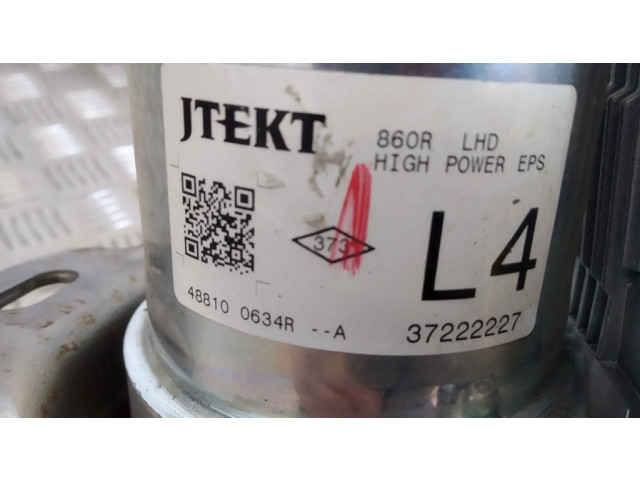 JTEKT
860R LHD
HIGH POWER EPS
373
L4
48810 0634R --A
37222227